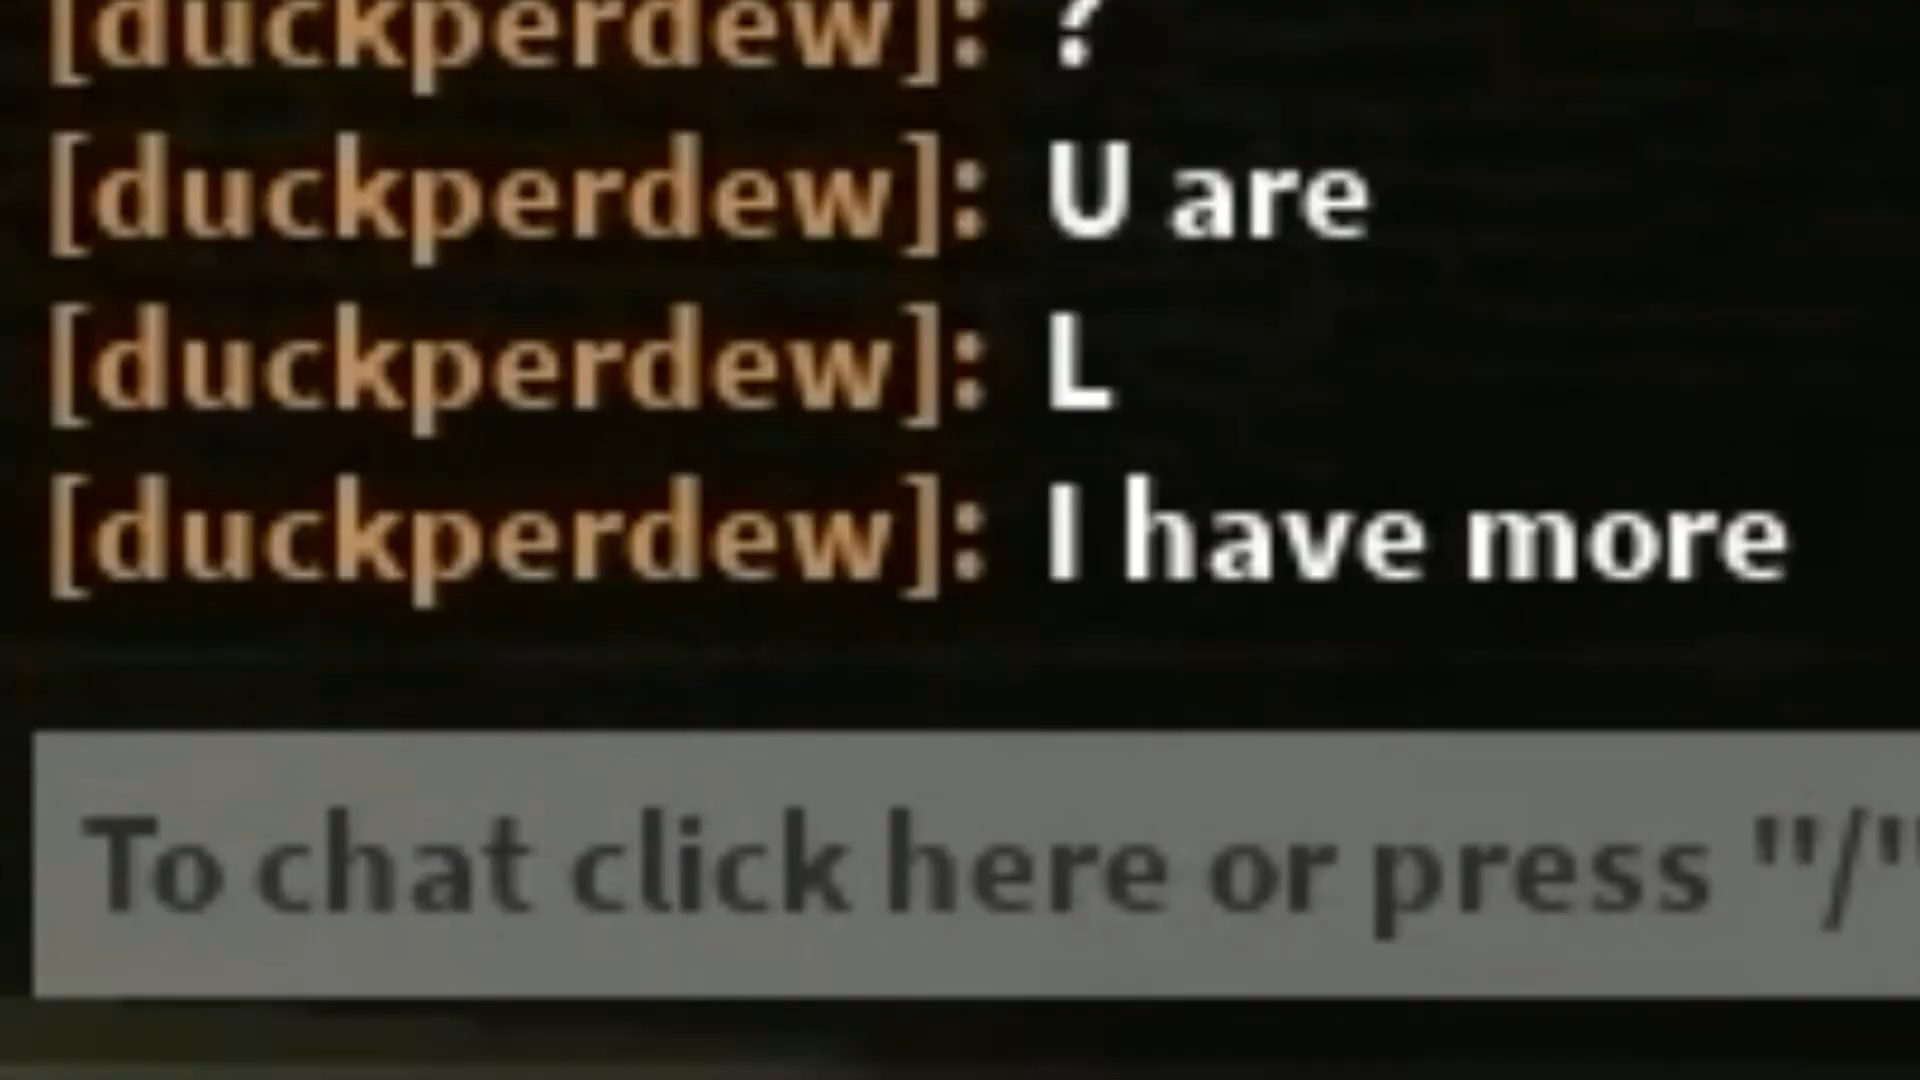 [duckperdew]: ?
[duckperdew]: U are
[duckperdew]: L
[duckperdew]: I have more
To chat click here or press "/"